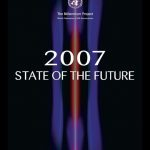 The Millennium Project
2007
STATE OF THE FUTURE